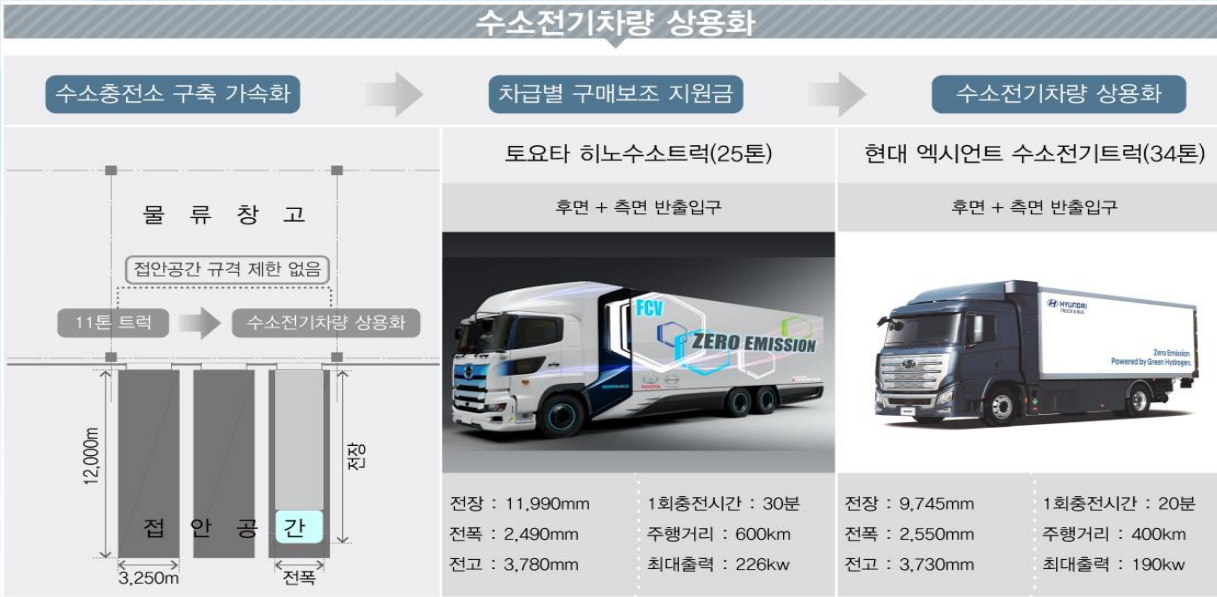 수소전기차량 상용화
수소충전소 구축 가속화
차급별 구매보조 지원금
수소전기차량 상용화
물 류 창 고
접안공간 규격 제한 없음
11톤 트럭
수소전기차량 상용화
12,000m
전장
접 안 공 간
3,250m
전폭
토요타 히노수소트럭(25톤)
후면 + 측면 반출입구
FCV
ZERO EMISSION
TOYOTA
전장 : 11,990mm
전폭 : 2,490mm
전고 : 3,780mm
1회충전시간 : 30분
주행거리 : 600km
최대출력 : 226kw
현대 엑시언트 수소전기트럭(34톤)
후면 + 측면 반출입구
HYUNDAI
TRUCK & BUS
Zero Emission
Powered by Green Hydrogen.
전장 : 9,745mm
전폭 : 2,550mm
전고 : 3,730mm
1회충전시간 : 20분
주행거리 : 400km
최대출력 : 190kw